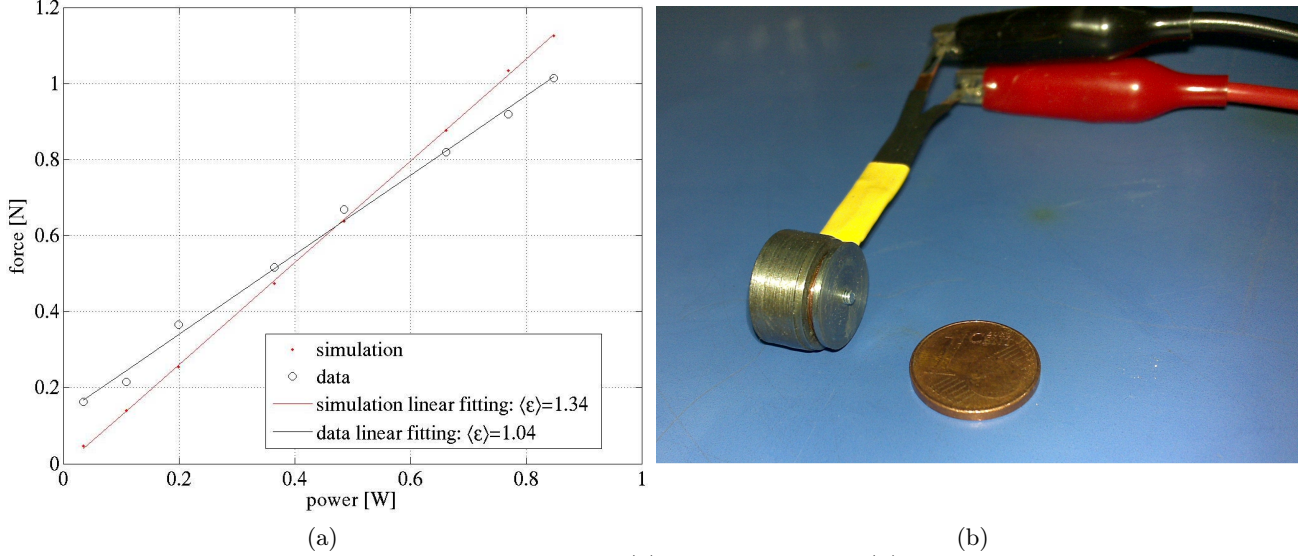 1.2
1
0.8
0.6
0.4
0.2
0
force [N]
simulation
data
simulation linear fitting: ⟨ε⟩=1.34
data linear fitting: ⟨ε⟩=1.04
0
0.2
0.4
0.6
0.8
1
power [W]
(a)
(b)